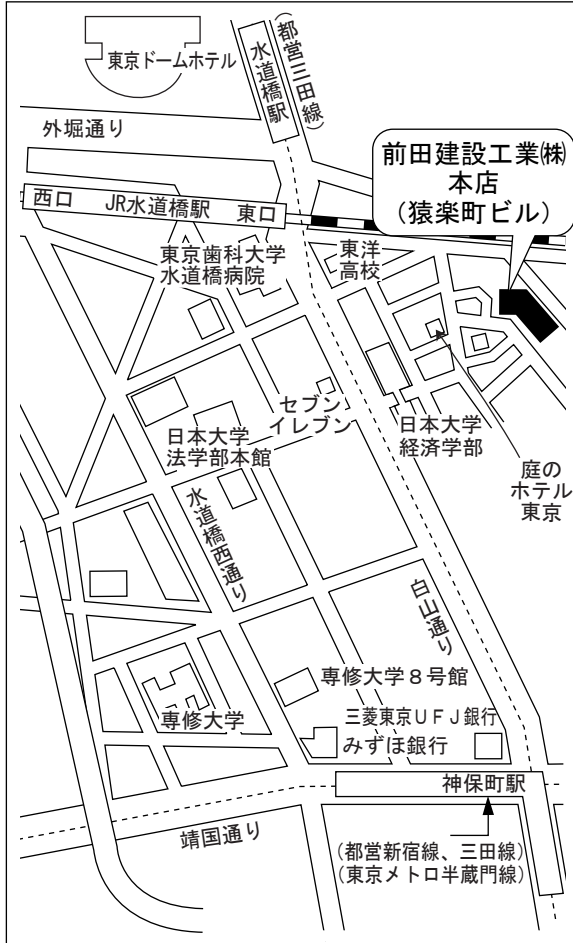 東京ドームホテル
水道橋駅
(都営三田線)
外堀通り
前田建設工業㈱
本店
(猿楽町ビル)
西口 JR水道橋駅 東口
東京歯科大学
水道橋病院
東洋
高校
セブン
イレブン
日本大学
経済学部
日本大学
法学部本館
庭の
ホテル
東京
水道橋西通り
白山通り
専修大学8号館
専修大学
三菱東京UFJ銀行
みずほ銀行
神保町駅
靖国通り
(都営新宿線、三田線)
(東京メトロ半蔵門線)